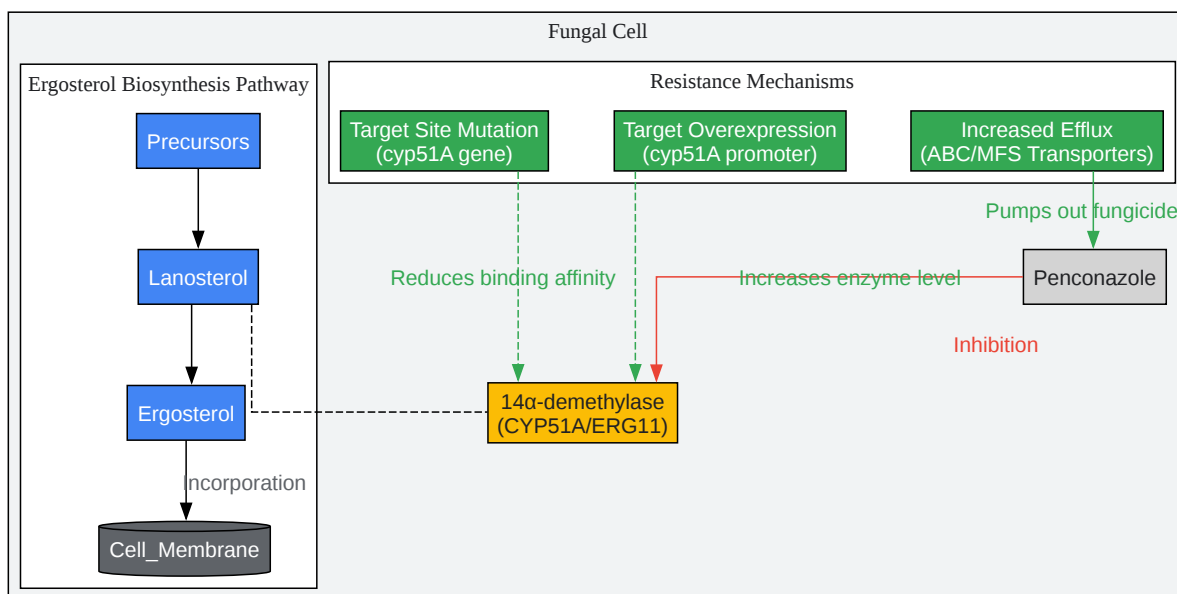 Fungal Cell
Ergosterol Biosynthesis Pathway
Resistance Mechanisms
Precursors
Target Site Mutation
(cyp51A gene)
Target Overexpression
(cyp51A promoter)
Increased Efflux
(ABC/MFS Transporters)
Pumps out fungicide
Lanosterol
Reduces binding affinity
Increases enzyme level
Penconazole
Inhibition
Ergosterol
14α-demethylase
(CYP51A/ERG11)
Incorporation
Cell_Membrane